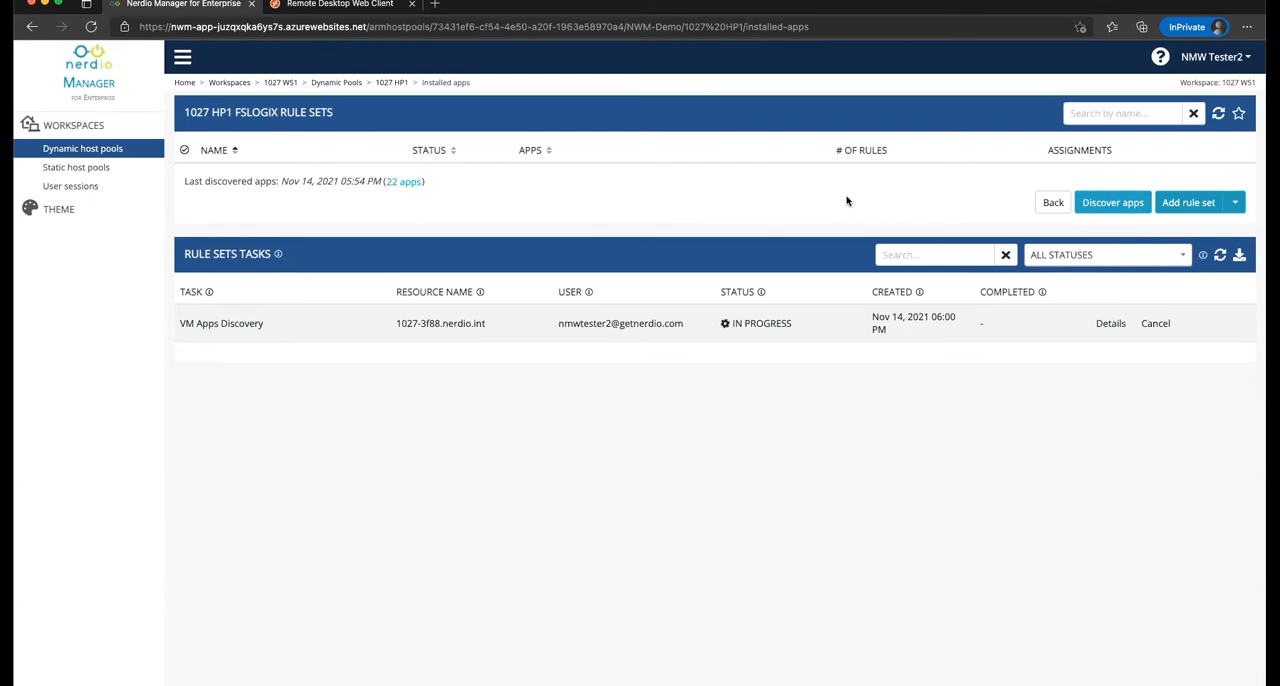 Nerdio Manager for Enterprise
Remote Desktop Web Client
https://nwm-app-juzqxqka6ys7s.azurewebsites.net/armhostpools/73431ef6-cf54-4e50-a20f-1963e58970a4/NWM-Demo/1027%20HP1/installed-apps
InPrivate
nerdio
MANAGER
FOR ENTERPRISE
NMW Tester2
Home > Workspaces > 1027 WS1 > Dynamic Pools > 1027 HP1 > Installed apps
Workspace: 1027 WS1
WORKSPACES
Dynamic host pools
Static host pools
User sessions
THEME
1027 HP1 FSLOGIX RULE SETS
Search by name...
NAME STATUS APPS # OF RULES ASSIGNMENTS
Last discovered apps: Nov 14, 2021 05:54 PM (22 apps)
Back Discover apps Add rule set
RULE SETS TASKS
Search...
ALL STATUSES
TASK RESOURCE NAME USER STATUS CREATED COMPLETED
VM Apps Discovery 1027-3f88.nerdio.int nmwtester2@getnerdio.com IN PROGRESS Nov 14, 2021 06:00 PM - Details Cancel